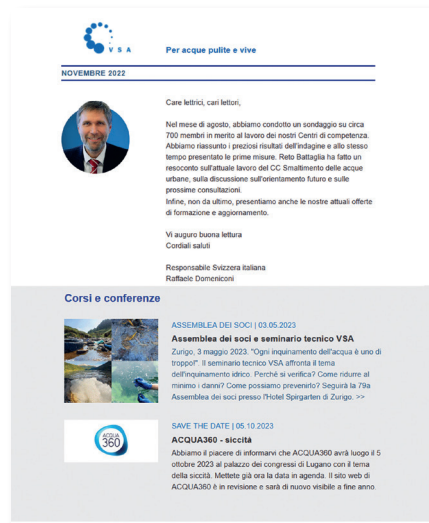 VSA
Per acque pulite e vive
NOVEMBRE 2022
Care lettrici, cari lettori,
Nel mese di agosto, abbiamo condotto un sondaggio su circa
700 membri in merito al lavoro dei nostri Centri di competenza.
Abbiamo riassunto i preziosi risultati dell'indagine e allo stesso
tempo presentato le prime misure. Reto Battaglia ha fatto un
resoconto sull'attuale lavoro del CC Smaltimento delle acque
urbane, sulla discussione sull'orientamento futuro e sulle
prossime consultazioni.
Infine, non da ultimo, presentiamo anche le nostre attuali offerte
di formazione e aggiornamento.
Vi auguro buona lettura
Cordiali saluti
Responsabile Svizzera italiana
Raffaele Domeniconi
Corsi e conferenze
ASSEMBLEA DEI SOCI | 03.05.2023
Assemblea dei soci e seminario tecnico VSA
Zurigo, 3 maggio 2023. "Ogni inquinamento dell'acqua è uno di
troppo!". Il seminario tecnico VSA affronta il tema
dell'inquinamento idrico. Perché si verifica? Come ridurre al
minimo i danni? Come possiamo prevenirlo? Seguirà la 79a
Assemblea dei soci presso l'Hotel Spirgarten di Zurigo. >>
ACQUA
360
SAVE THE DATE | 05.10.2023
ACQUA360 - siccità
Abbiamo il piacere di informarvi che ACQUA360 avrà luogo il 5
ottobre 2023 al palazzo dei congressi di Lugano con il tema
della siccità. Mettete già ora la data in agenda. Il sito web di
ACQUA360 è in revisione e sarà di nuovo visibile a fine anno.